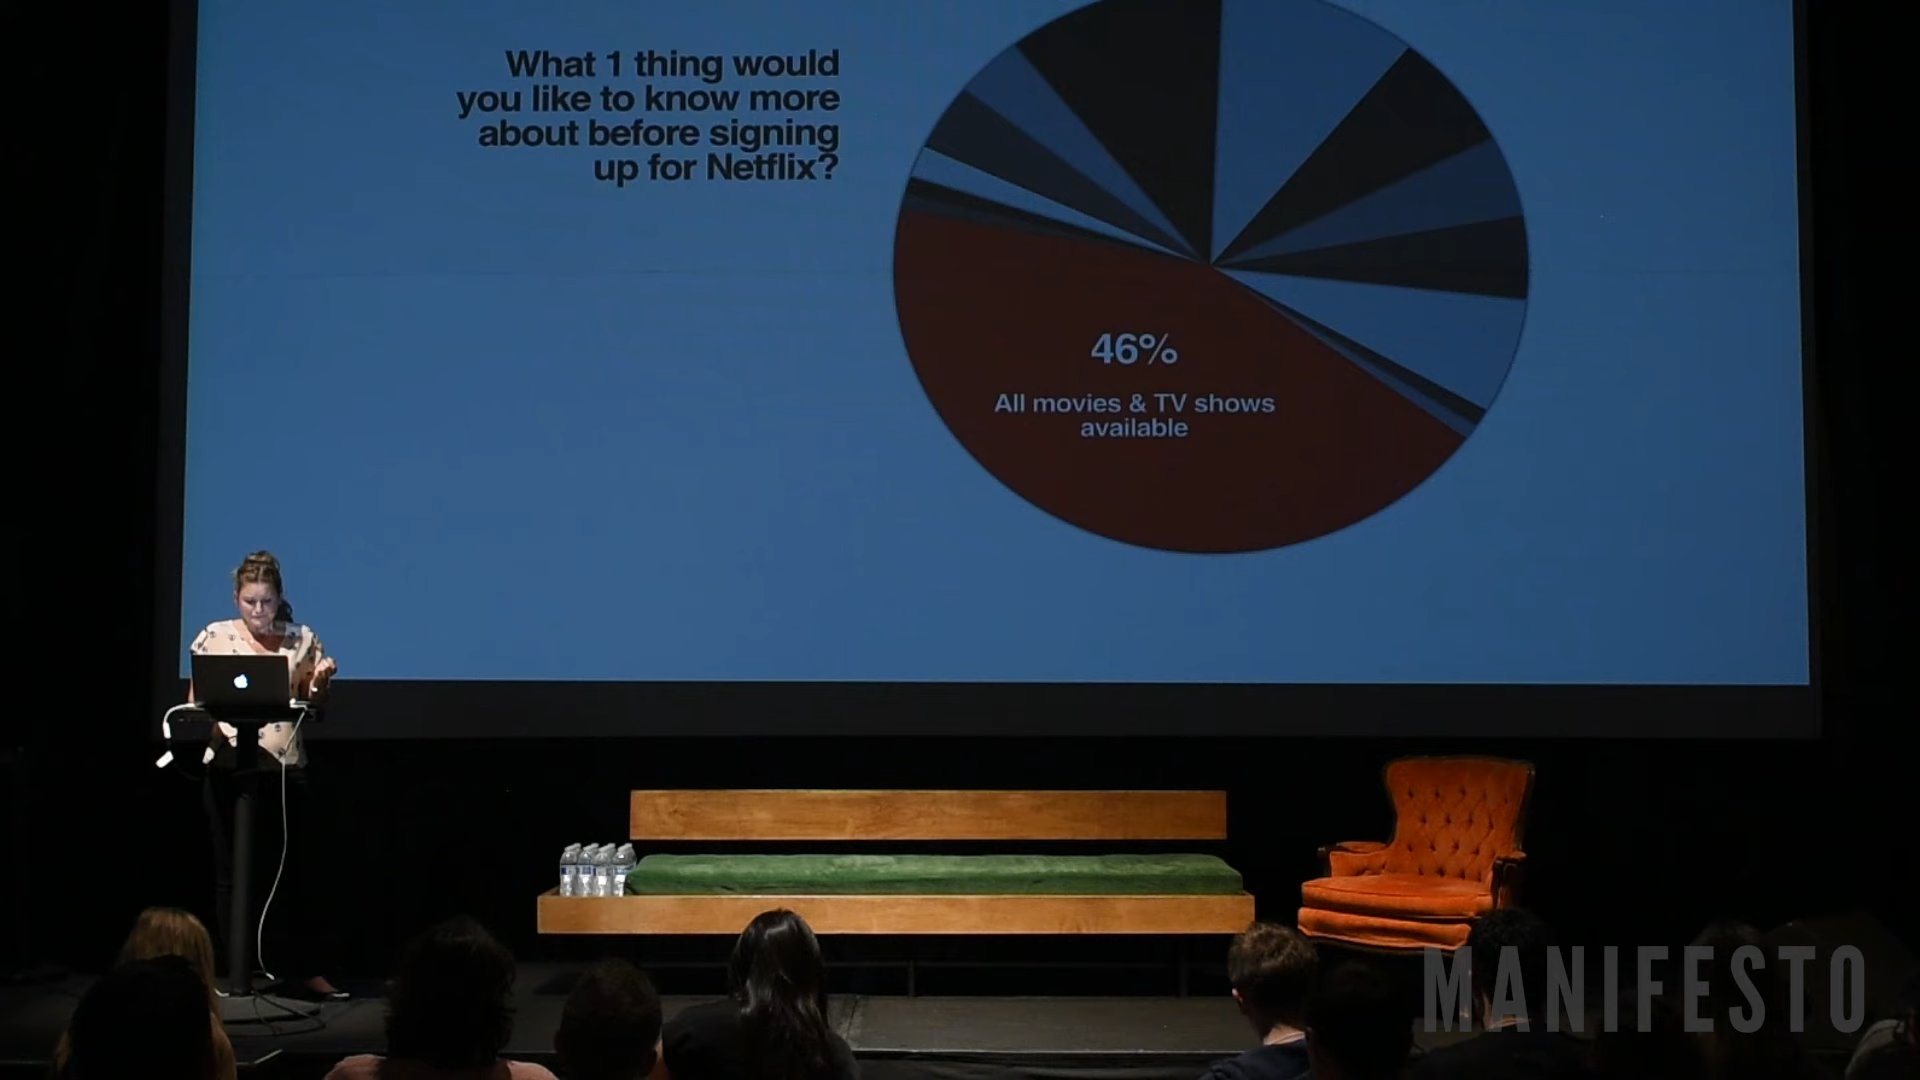 What 1 thing would
you like to know more
about before signing
up for Netflix?
46%
All movies & TV shows
available
MANIFESTO